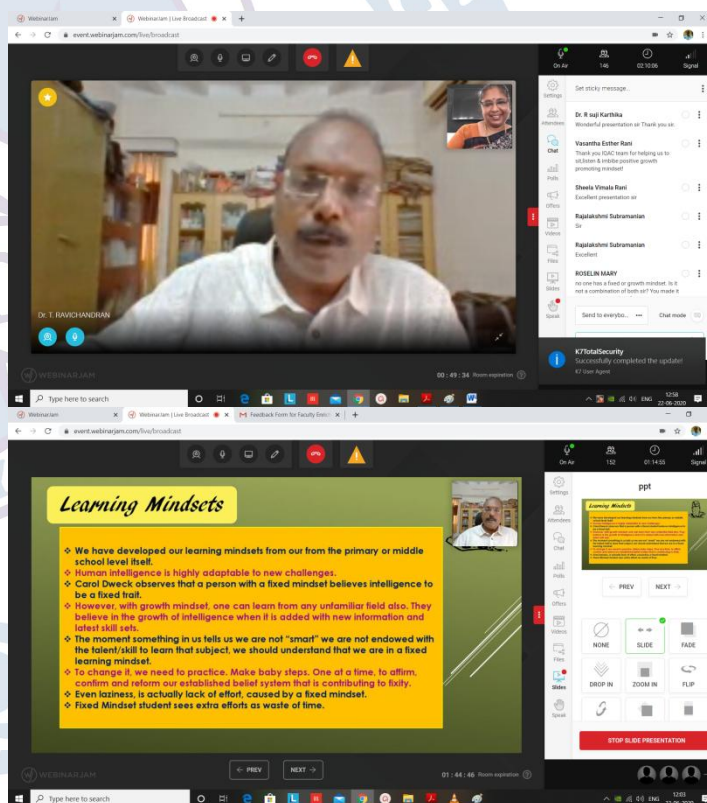 WebinarJam
WebinarJam | Live Broadcast
event.webinarjam.com/live/broadcast
On Air
146
02:10:06
Signal
Settings
Attendees
Chat
Polls
Offers
Videos
Files
Slides
Speak
Set sticky message...
Dr. R suji Karthika
Wonderful presentation sir Thank you sir
Vasantha Esther Rani
Thank you IQAC team for helping us to
sit,listen & imbibe positive growth
promoting mindset!
Sheela Vimala Rani
Excellent presentation sir
Rajalakshmi Subramanian
Sir
Rajalakshmi Subramanian
Excellent
ROSELIN MARY
no one has a fixed or growth mindset. Is it
not a combination of both sir? You made it
Send to everybo...
Chat mode
Dr. T. RAVICHANDRAN
K7TotalSecurity
Successfully completed the update!
K7 User Agent
WEBINARJAM
00 : 49 : 34 Room expiration
Type here to search
ENG
12:58
22-06-2020
WebinarJam
WebinarJam | Live Broadcast
Feedback Form for Faculty Enrich
event.webinarjam.com/live/broadcast
On Air
152
01:14:55
Signal
Settings
Attendees
Chat
Polls
Offers
Videos
Files
Slides
Speak
Learning Mindsets
❖ We have developed our learning mindsets from our from the primary or middle
school level itself.
❖ Human intelligence is highly adaptable to new challenges.
❖ Carol Dweck observes that a person with a fixed mindset believes intelligence to
be a fixed trait.
❖ However, with growth mindset, one can learn from any unfamiliar field also. They
believe in the growth of intelligence when it is added with new information and
latest skill sets.
❖ The moment something in us tells us we are not "smart" we are not endowed with
the talent/skill to learn that subject, we should understand that we are in a fixed
learning mindset.
❖ To change it, we need to practice. Make baby steps. One at a time, to affirm,
confirm and reform our established belief system that is contributing to fixity.
❖ Even laziness, is actually lack of effort, caused by a fixed mindset.
❖ Fixed Mindset student sees extra efforts as waste of time.
ppt
Learning Mindsets
PREV
NEXT
NONE
SLIDE
FADE
DROP IN
ZOOM IN
FLIP
STOP SLIDE PRESENTATION
PREV
NEXT
WEBINARJAM
01 : 44 : 46 Room expiration
Type here to search
ENG
12:03